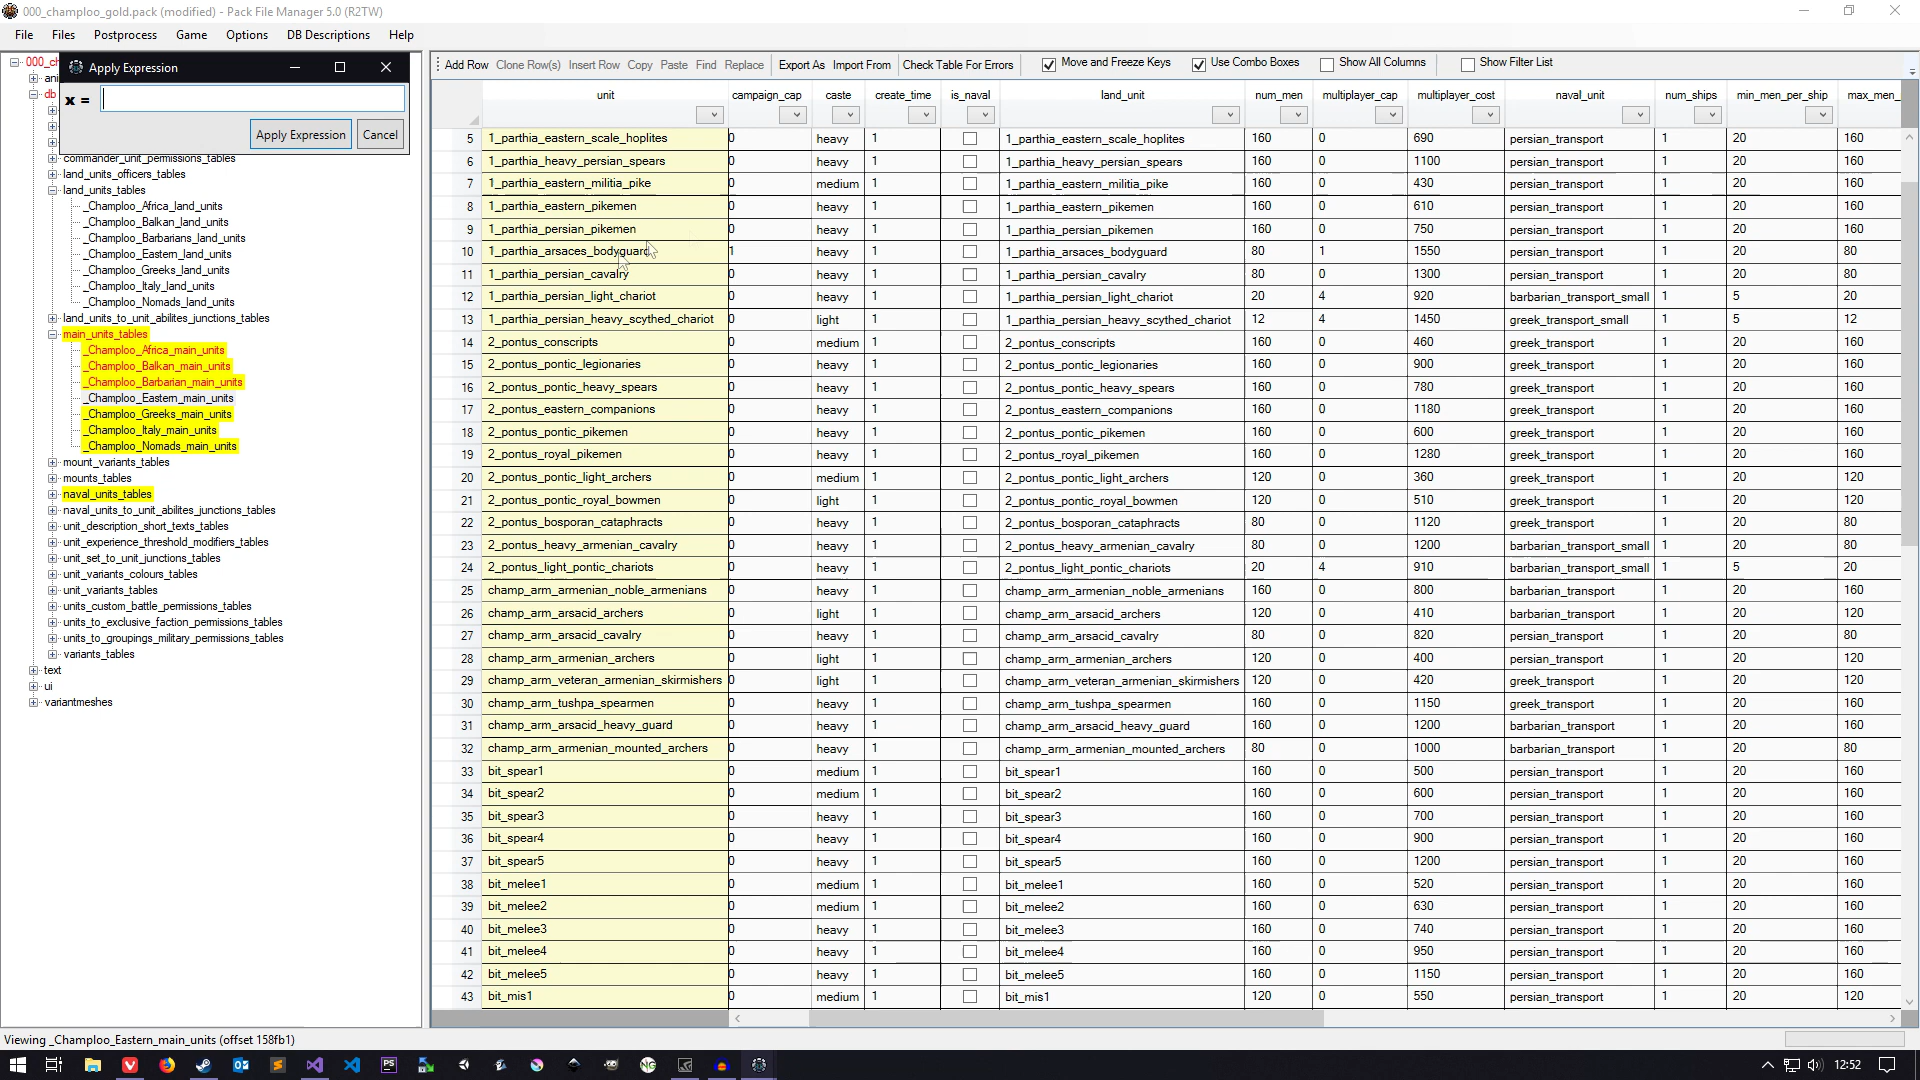 000_champloo_gold.pack (modified) - Pack File Manager 5.0 (R2TW)
File Files Postprocess Game Options DB Descriptions Help
Apply Expression
x =
Apply Expression Cancel
000_ch
ani
db
commander_unit_permissions_tables
land_units_officers_tables
land_units_tables
_Champloo_Africa_land_units
_Champloo_Balkan_land_units
_Champloo_Barbarians_land_units
_Champloo_Eastern_land_units
_Champloo_Greeks_land_units
_Champloo_Italy_land_units
_Champloo_Nomads_land_units
land_units_to_unit_abilites_junctions_tables
main_units_tables
_Champloo_Africa_main_units
_Champloo_Balkan_main_units
_Champloo_Barbarian_main_units
_Champloo_Eastern_main_units
_Champloo_Greeks_main_units
_Champloo_Italy_main_units
_Champloo_Nomads_main_units
mount_variants_tables
mounts_tables
naval_units_tables
naval_units_to_unit_abilites_junctions_tables
unit_description_short_texts_tables
unit_experience_threshold_modifiers_tables
unit_set_to_unit_junctions_tables
unit_variants_colours_tables
unit_variants_tables
units_custom_battle_permissions_tables
units_to_exclusive_faction_permissions_tables
units_to_groupings_military_permissions_tables
variants_tables
text
ui
variantmeshes
Add Row Clone Row(s) Insert Row Copy Paste Find Replace Export As Import From Check Table For Errors Move and Freeze Keys Use Combo Boxes Show All Columns Show Filter List
unit campaign_cap caste create_time is_naval land_unit num_men multiplayer_cap multiplayer_cost naval_unit num_ships min_men_per_ship max_men_
5 1_parthia_eastern_scale_hoplites 0 heavy 1 1_parthia_eastern_scale_hoplites 160 0 690 persian_transport 1 20 160
6 1_parthia_heavy_persian_spears 0 heavy 1 1_parthia_heavy_persian_spears 160 0 1100 persian_transport 1 20 160
7 1_parthia_eastern_militia_pike 0 medium 1 1_parthia_eastern_militia_pike 160 0 430 persian_transport 1 20 160
8 1_parthia_eastern_pikemen 0 heavy 1 1_parthia_eastern_pikemen 160 0 610 persian_transport 1 20 160
9 1_parthia_persian_pikemen 0 heavy 1 1_parthia_persian_pikemen 160 0 750 persian_transport 1 20 160
10 1_parthia_arsaces_bodyguard 1 heavy 1 1_parthia_arsaces_bodyguard 80 1 1550 persian_transport 1 20 80
11 1_parthia_persian_cavalry 0 heavy 1 1_parthia_persian_cavalry 80 0 1300 persian_transport 1 20 80
12 1_parthia_persian_light_chariot 0 heavy 1 1_parthia_persian_light_chariot 20 4 920 barbarian_transport_small 1 5 20
13 1_parthia_persian_heavy_scythed_chariot 0 light 1 1_parthia_persian_heavy_scythed_chariot 12 4 1450 greek_transport_small 1 5 12
14 2_pontus_conscripts 0 medium 1 2_pontus_conscripts 160 0 460 greek_transport 1 20 160
15 2_pontus_pontic_legionaries 0 heavy 1 2_pontus_pontic_legionaries 160 0 900 greek_transport 1 20 160
16 2_pontus_pontic_heavy_spears 0 heavy 1 2_pontus_pontic_heavy_spears 160 0 780 greek_transport 1 20 160
17 2_pontus_eastern_companions 0 heavy 1 2_pontus_eastern_companions 160 0 1180 greek_transport 1 20 160
18 2_pontus_pontic_pikemen 0 heavy 1 2_pontus_pontic_pikemen 160 0 600 greek_transport 1 20 160
19 2_pontus_royal_pikemen 0 heavy 1 2_pontus_royal_pikemen 160 0 1280 greek_transport 1 20 160
20 2_pontus_pontic_light_archers 0 medium 1 2_pontus_pontic_light_archers 120 0 360 greek_transport 1 20 120
21 2_pontus_pontic_royal_bowmen 0 light 1 2_pontus_pontic_royal_bowmen 120 0 510 greek_transport 1 20 120
22 2_pontus_bosporan_cataphracts 0 heavy 1 2_pontus_bosporan_cataphracts 80 0 1120 greek_transport 1 20 80
23 2_pontus_heavy_armenian_cavalry 0 heavy 1 2_pontus_heavy_armenian_cavalry 80 0 1200 barbarian_transport_small 1 20 80
24 2_pontus_light_pontic_chariots 0 heavy 1 2_pontus_light_pontic_chariots 20 4 910 barbarian_transport_small 1 5 20
25 champ_arm_armenian_noble_armenians 0 heavy 1 champ_arm_armenian_noble_armenians 160 0 800 barbarian_transport 1 20 160
26 champ_arm_arsacid_archers 0 light 1 champ_arm_arsacid_archers 120 0 410 barbarian_transport 1 20 120
27 champ_arm_arsacid_cavalry 0 heavy 1 champ_arm_arsacid_cavalry 80 0 820 persian_transport 1 20 80
28 champ_arm_armenian_archers 0 light 1 champ_arm_armenian_archers 120 0 400 persian_transport 1 20 120
29 champ_arm_veteran_armenian_skirmishers 0 light 1 champ_arm_veteran_armenian_skirmishers 120 0 420 greek_transport 1 20 120
30 champ_arm_tushpa_spearmen 0 heavy 1 champ_arm_tushpa_spearmen 160 0 1150 greek_transport 1 20 160
31 champ_arm_arsacid_heavy_guard 0 heavy 1 champ_arm_arsacid_heavy_guard 160 0 1200 barbarian_transport 1 20 160
32 champ_arm_armenian_mounted_archers 0 heavy 1 champ_arm_armenian_mounted_archers 80 0 1000 barbarian_transport 1 20 80
33 bit_spear1 0 medium 1 bit_spear1 160 0 500 persian_transport 1 20 160
34 bit_spear2 0 medium 1 bit_spear2 160 0 600 persian_transport 1 20 160
35 bit_spear3 0 heavy 1 bit_spear3 160 0 700 persian_transport 1 20 160
36 bit_spear4 0 heavy 1 bit_spear4 160 0 900 persian_transport 1 20 160
37 bit_spear5 0 heavy 1 bit_spear5 160 0 1200 persian_transport 1 20 160
38 bit_melee1 0 medium 1 bit_melee1 160 0 520 persian_transport 1 20 160
39 bit_melee2 0 medium 1 bit_melee2 160 0 630 persian_transport 1 20 160
40 bit_melee3 0 heavy 1 bit_melee3 160 0 740 persian_transport 1 20 160
41 bit_melee4 0 heavy 1 bit_melee4 160 0 950 persian_transport 1 20 160
42 bit_melee5 0 heavy 1 bit_melee5 160 0 1150 persian_transport 1 20 160
43 bit_mis1 0 medium 1 bit_mis1 120 0 550 persian_transport 1 20 120
Viewing _Champloo_Eastern_main_units (offset 158fb1)
12:52